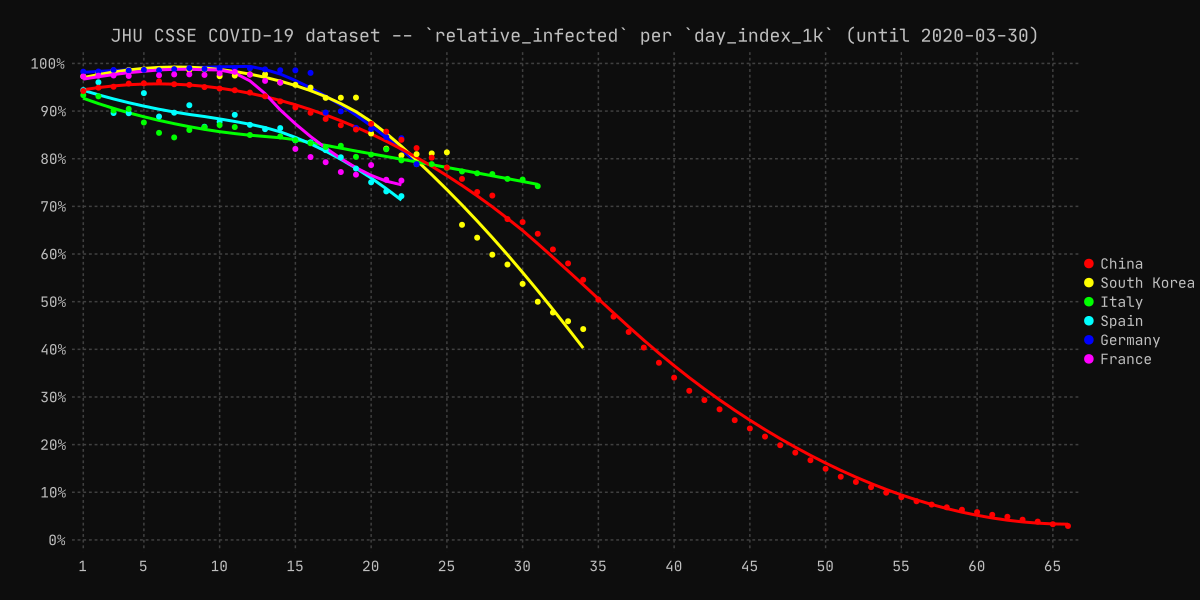 JHU CSSE COVID-19 dataset -- `relative_infected` per `day_index_1k` (until 2020-03-30)
100%
90%
80%
70%
60%
50%
40%
30%
20%
10%
0%
1 5 10 15 20 25 30 35 40 45 50 55 60 65
China
South Korea
Italy
Spain
Germany
France